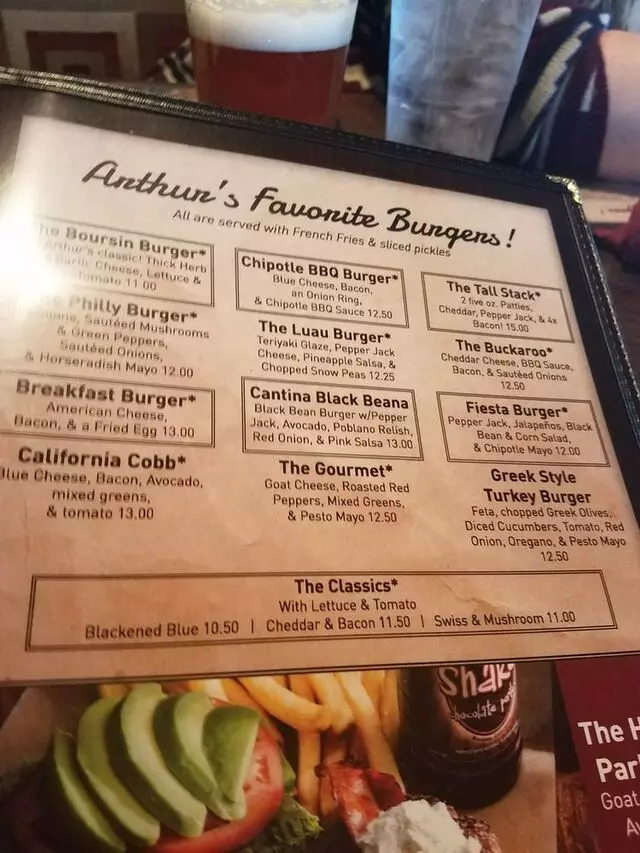 Arthur's Favorite Burgers!
All are served with French Fries & sliced pickles
Boursin Burger*
Arthur's classic! Thick Herb
Garlic Cheese, Lettuce &
Tomato 11.00
Philly Burger*
Sautéed Mushrooms
& Green Peppers,
Sautéed Onions,
& Horseradish Mayo 12.00
Breakfast Burger*
American Cheese,
Bacon, & a Fried Egg 13.00
California Cobb*
Blue Cheese, Bacon, Avocado,
mixed greens,
& tomato 13.00
Chipotle BBQ Burger*
Blue Cheese, Bacon,
an Onion Ring,
& Chipotle BBQ Sauce 12.50
The Luau Burger*
Teriyaki Glaze, Pepper Jack
Cheese, Pineapple Salsa, &
Chopped Snow Peas 12.25
Cantina Black Beana
Black Bean Burger w/Pepper
Jack, Avocado, Poblano Relish,
Red Onion, & Pink Salsa 13.00
The Gourmet*
Goat Cheese, Roasted Red
Peppers, Mixed Greens,
& Pesto Mayo 12.50
The Tall Stack*
2 five oz. Patties,
Cheddar, Pepper Jack, & 4x
Bacon! 15.00
The Buckaroo*
Cheddar Cheese, BBQ Sauce,
Bacon, & Sautéed Onions
12.50
Fiesta Burger*
Pepper Jack, Jalapeños, Black
Bean & Corn Salad,
& Chipotle Mayo 12.00
Greek Style
Turkey Burger
Feta, chopped Greek Olives,
Diced Cucumbers, Tomato, Red
Onion, Oregano, & Pesto Mayo
12.50
The Classics*
With Lettuce & Tomato
Blackened Blue 10.50 | Cheddar & Bacon 11.50 | Swiss & Mushroom 11.00
Shak
chocolate porter
The H
Par
Goat
Av